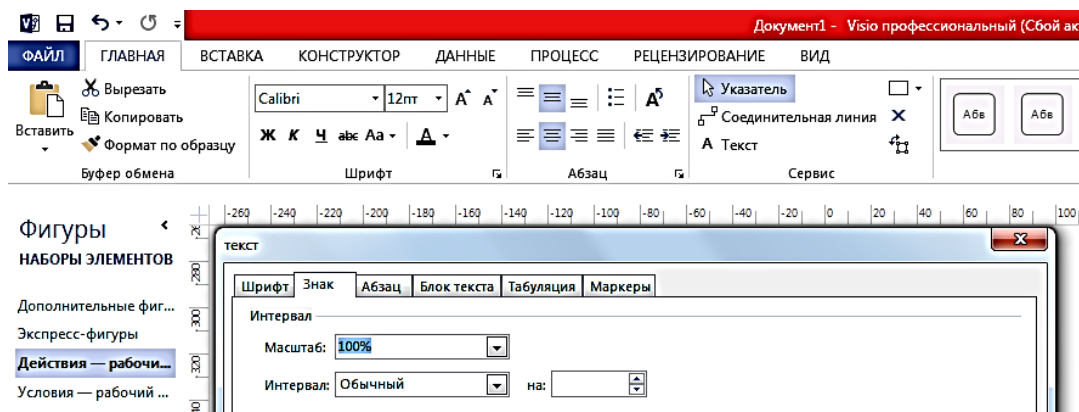 Документ1 - Visio профессиональный (Сбой ак
ФАЙЛ ГЛАВНАЯ ВСТАВКА КОНСТРУКТОР ДАННЫЕ ПРОЦЕСС РЕЦЕНЗИРОВАНИЕ ВИД
Вставить
Вырезать
Копировать
Формат по образцу
Буфер обмена
Calibri 12пт А А
Ж К Ч abc Aa А
Шрифт
Абзац
Указатель
Соединительная линия
А Текст
Сервис
Абв Абв
-260 -240 -220 -200 -180 -160 -140 -120 -100 -80 -60 -40 -20 0 20 40 60 80 100
Фигуры
НАБОРЫ ЭЛЕМЕНТОВ
Дополнительные фиг...
Экспресс-фигуры
Действия — рабочи...
Условия — рабочий ...
280
300
320
текст
Шрифт Знак Абзац Блок текста Табуляция Маркеры
Интервал
Масштаб: 100%
Интервал: Обычный на: